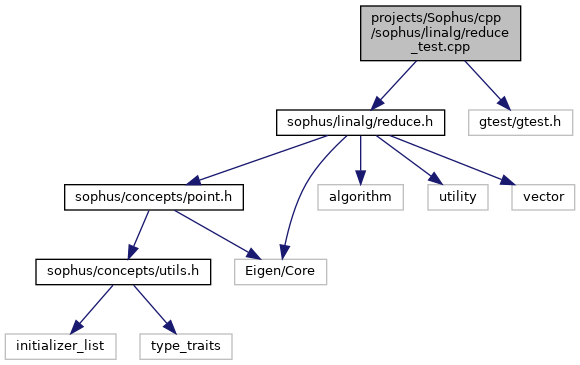 projects/Sophus/cpp
/sophus/linalg/reduce
_test.cpp
sophus/linalg/reduce.h
gtest/gtest.h
sophus/concepts/point.h
algorithm
utility
vector
sophus/concepts/utils.h
Eigen/Core
initializer_list
type_traits